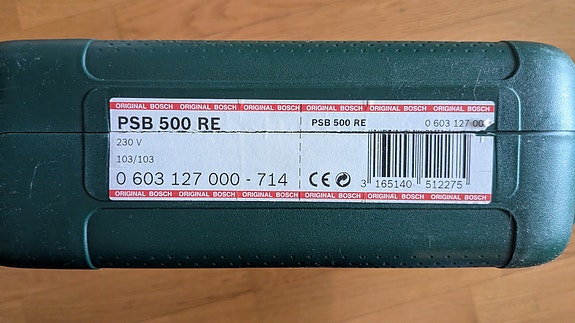 ORIGINAL BOSCH ORIGINAL BOSCH ORIGINAL BOSCH ORIGINAL BOSCH ORIGINAL BOSCH ORIGINAL BOSCH
PSB 500 RE
230 V
103/103
0 603 127 000 - 714
PSB 500 RE 0 603 127 00
CE
3 165140 512275
ORIGINAL BOSCH ORIGINAL BOSCH ORIGINAL BOSCH ORIGINAL BOSCH ORIGINAL BOSCH ORIGINAL BOSCH